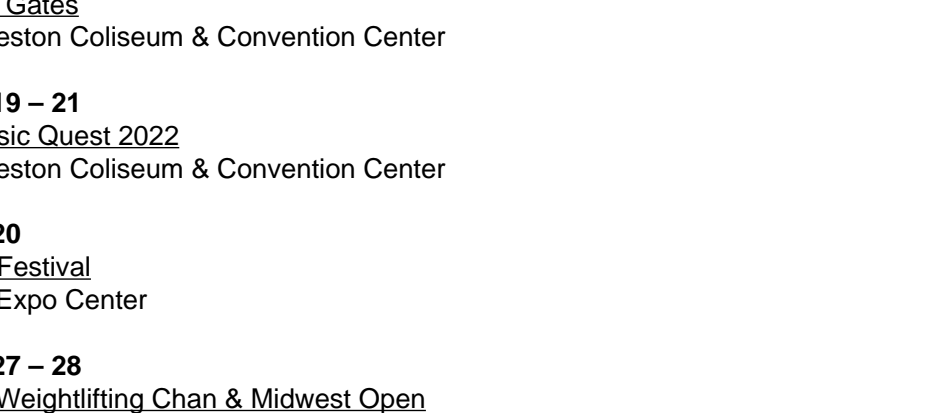 Gates
eston Coliseum & Convention Center
19 – 21
sic Quest 2022
eston Coliseum & Convention Center
20
Festival
Expo Center
27 – 28
Weightlifting Chan & Midwest Open